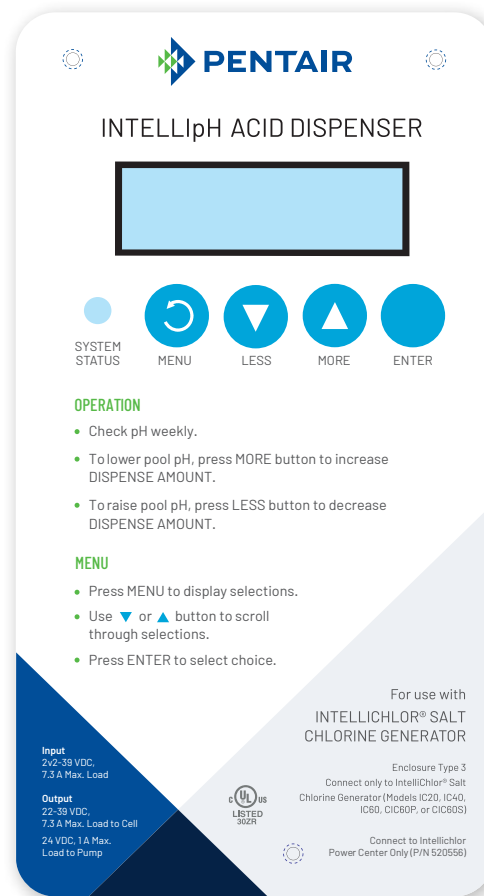 PENTAIR
INTELLIpH ACID DISPENSER
SYSTEM
STATUS
MENU
LESS
MORE
ENTER
OPERATION
• Check pH weekly.
• To lower pool pH, press MORE button to increase
DISPENSE AMOUNT.
• To raise pool pH, press LESS button to decrease
DISPENSE AMOUNT.
MENU
• Press MENU to display selections.
• Use ▼ or ▲ button to scroll
through selections.
• Press ENTER to select choice.
Input
2v2-39 VDC,
7.3 A Max. Load
Output
22-39 VDC,
7.3 A Max. Load to Cell
24 VDC, 1 A Max.
Load to Pump
C UL US
LISTED
30ZR
For use with
INTELLICHLOR® SALT
CHLORINE GENERATOR
Enclosure Type 3
Connect only to IntelliChlor® Salt
Chlorine Generator (Models IC20, IC40,
IC60, CIC60P, or CIC60S)
Connect to Intellichlor
Power Center Only (P/N 520556)